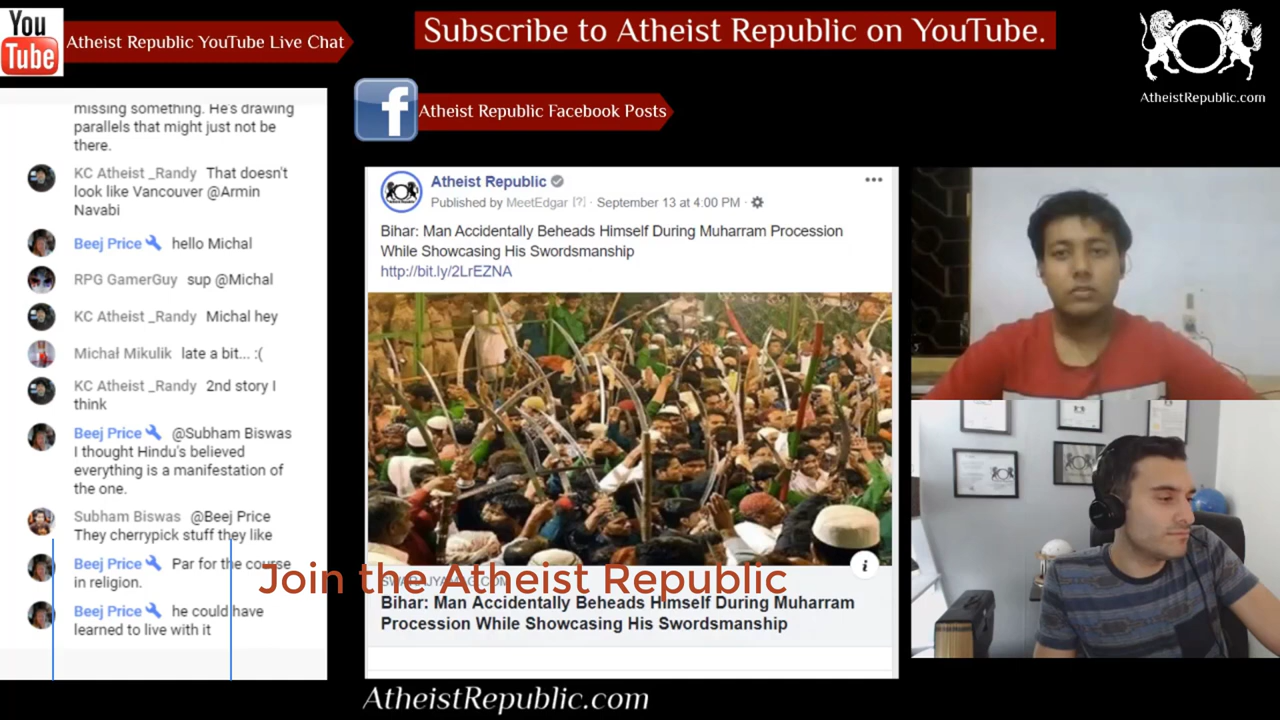 You
Tube
Atheist Republic YouTube Live Chat
Subscribe to Atheist Republic on YouTube.
AtheistRepublic.com
f
Atheist Republic Facebook Posts
missing something. He's drawing
parallels that might just not be
there.
KC Atheist _Randy That doesn't
look like Vancouver @Armin
Navabi
Beej Price hello Michal
RPG GamerGuy sup @Michal
KC Atheist _Randy Michal hey
Michał Mikulik late a bit... :(
KC Atheist _Randy 2nd story I
think
Beej Price @Subham Biswas
I thought Hindu's believed
everything is a manifestation of
the one.
Subham Biswas @Beej Price
They cherrypick stuff they like
Beej Price Par for the course
in religion.
Beej Price he could have
learned to live with it
Atheist Republic
Published by MeetEdgar [?] · September 13 at 4:00 PM ·
Bihar: Man Accidentally Beheads Himself During Muharram Procession
While Showcasing His Swordsmanship
http://bit.ly/2LrEZNA
i
Join the Atheist Republic
Bihar: Man Accidentally Beheads Himself During Muharram
Procession While Showcasing His Swordsmanship
AtheistRepublic.com